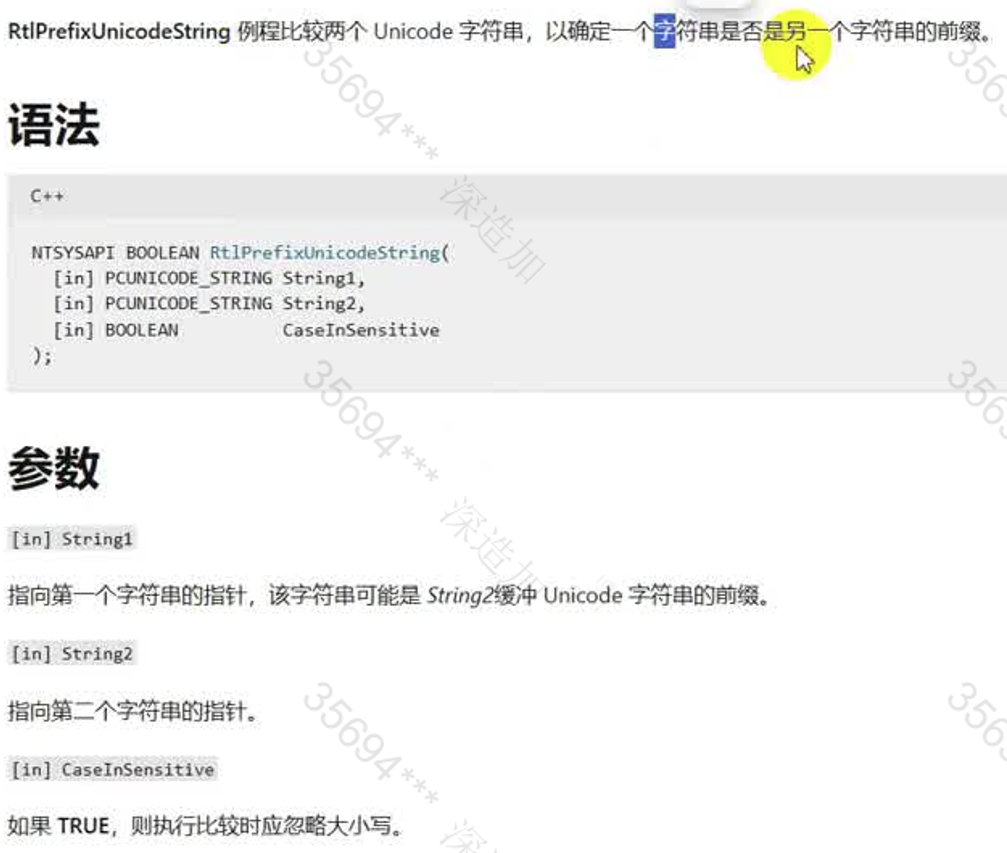 RtlPrefixUnicodeString 例程比较两个 Unicode 字符串，以确定一个字符串是否是另一个字符串的前缀。
语法
C++
NTSYSAPI BOOLEAN RtlPrefixUnicodeString(
[in] PCUNICODE_STRING String1,
[in] PCUNICODE_STRING String2,
[in] BOOLEAN CaseInSensitive
);
参数
[in] String1
指向第一个字符串的指针，该字符串可能是 String2缓冲 Unicode 字符串的前缀。
[in] String2
指向第二个字符串的指针。
[in] CaseInSensitive
如果 TRUE，则执行比较时应忽略大小写。
35694*** 深造加
35694*** 深造加
35694*** 深